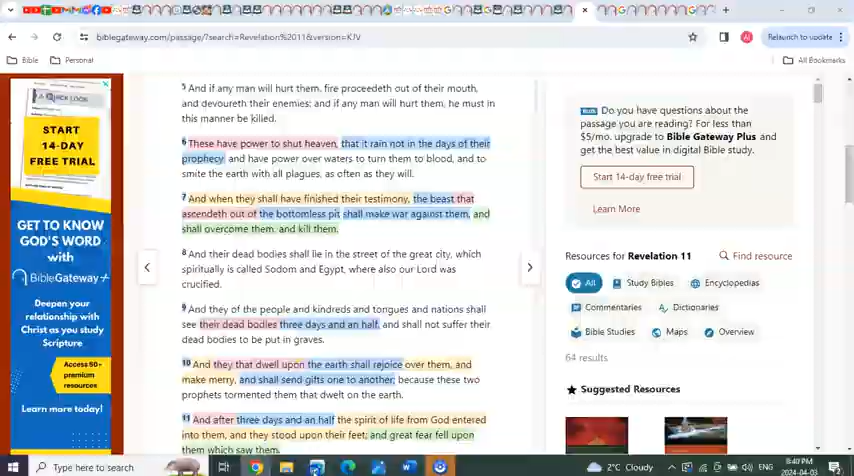 biblegateway.com/passage/?search=Revelation%2011&version=KJV
Relaunch to update
Bible
Personal
All Bookmarks
QUICK LOOK
START
14-DAY
FREE TRIAL
GET TO KNOW
GOD'S WORD
with
BibleGateway+
Deepen your
relationship with
Christ as you study
Scripture
Access 50+
premium
resources
Learn more today!
5 And if any man will hurt them, fire proceedeth out of their mouth,
and devoureth their enemies: and if any man will hurt them, he must in
this manner be killed.
6 These have power to shut heaven, that it rain not in the days of their
prophecy: and have power over waters to turn them to blood, and to
smite the earth with all plagues, as often as they will.
7 And when they shall have finished their testimony, the beast that
ascendeth out of the bottomless pit shall make war against them, and
shall overcome them, and kill them.
8 And their dead bodies shall lie in the street of the great city, which
spiritually is called Sodom and Egypt, where also our Lord was
crucified.
9 And they of the people and kindreds and tongues and nations shall
see their dead bodies three days and an half, and shall not suffer their
dead bodies to be put in graves.
10 And they that dwell upon the earth shall rejoice over them, and
make merry, and shall send gifts one to another; because these two
prophets tormented them that dwelt on the earth.
11 And after three days and an half the spirit of life from God entered
into them, and they stood upon their feet; and great fear fell upon
them which saw them.
PLUS Do you have questions about the
passage you are reading? For less than
$5/mo. upgrade to Bible Gateway Plus and
get the best value in digital Bible study.
Start 14-day free trial
Learn More
Resources for Revelation 11
Find resource
All
Study Bibles
Encyclopedias
Commentaries
Dictionaries
Bible Studies
Maps
Overview
64 results
Suggested Resources
Type here to search
2°C Cloudy
ENG
8:40 PM
2024-04-03